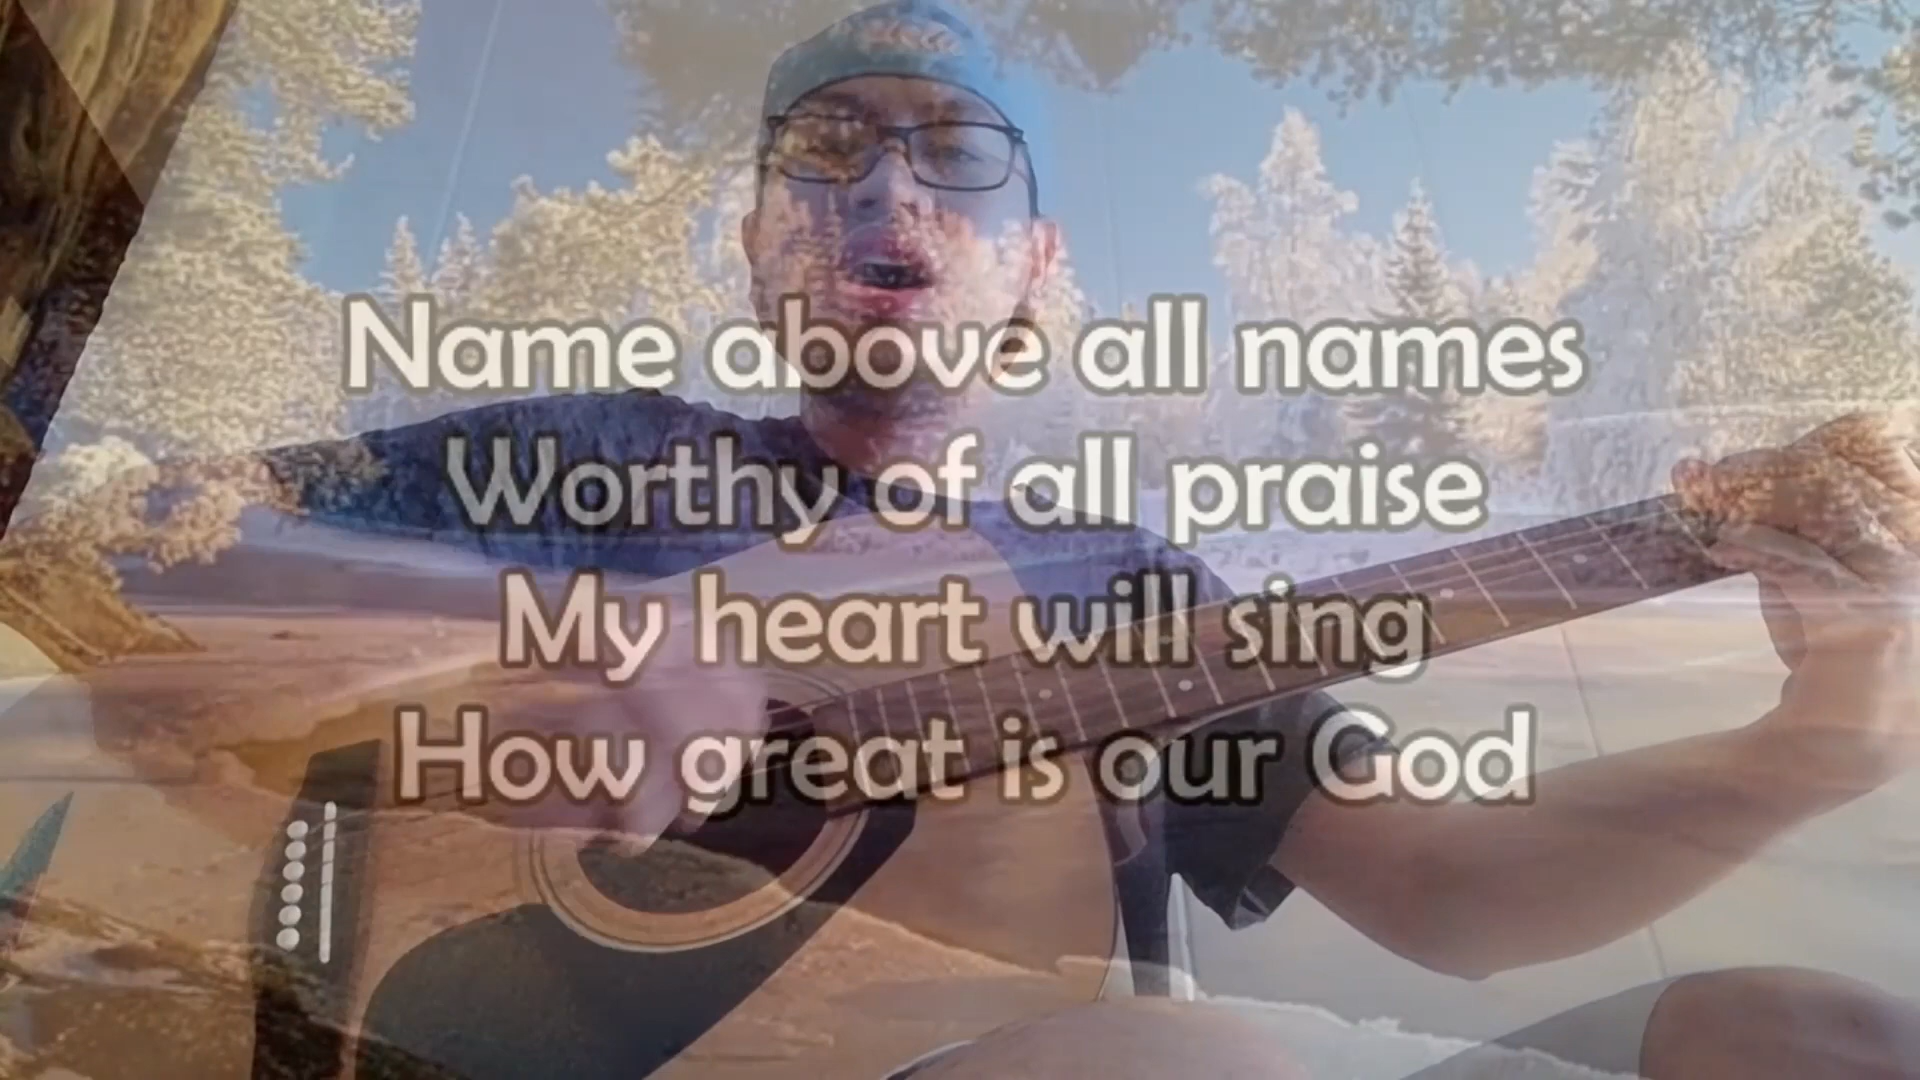 Name above all names
Worthy of all praise
My heart will sing
How great is our God